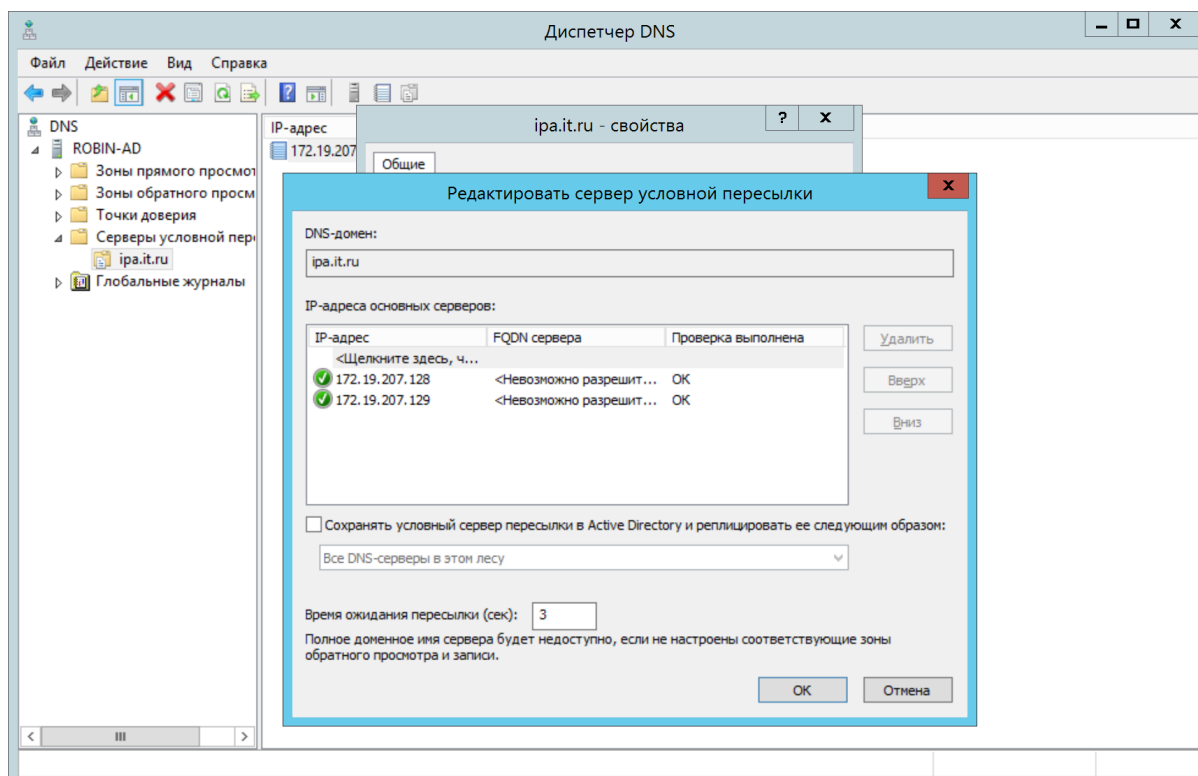 Диспетчер DNS
Файл Действие Вид Справка
DNS
ROBIN-AD
Зоны прямого просмот
Зоны обратного просм
Точки доверия
Серверы условной пер
ipa.it.ru
Глобальные журналы
IP-адрес
172.19.207
ipa.it.ru - свойства
Общие
Редактировать сервер условной пересылки
DNS-домен:
ipa.it.ru
IP-адреса основных серверов:
IP-адрес FQDN сервера Проверка выполнена
<Щелкните здесь, ч...
172.19.207.128 <Невозможно разрешит... OK
172.19.207.129 <Невозможно разрешит... OK
Удалить
Вверх
Вниз
Сохранять условный сервер пересылки в Active Directory и реплицировать ее следующим образом:
Все DNS-серверы в этом лесу
Время ожидания пересылки (сек): 3
Полное доменное имя сервера будет недоступно, если не настроены соответствующие зоны
обратного просмотра и записи.
ОК Отмена